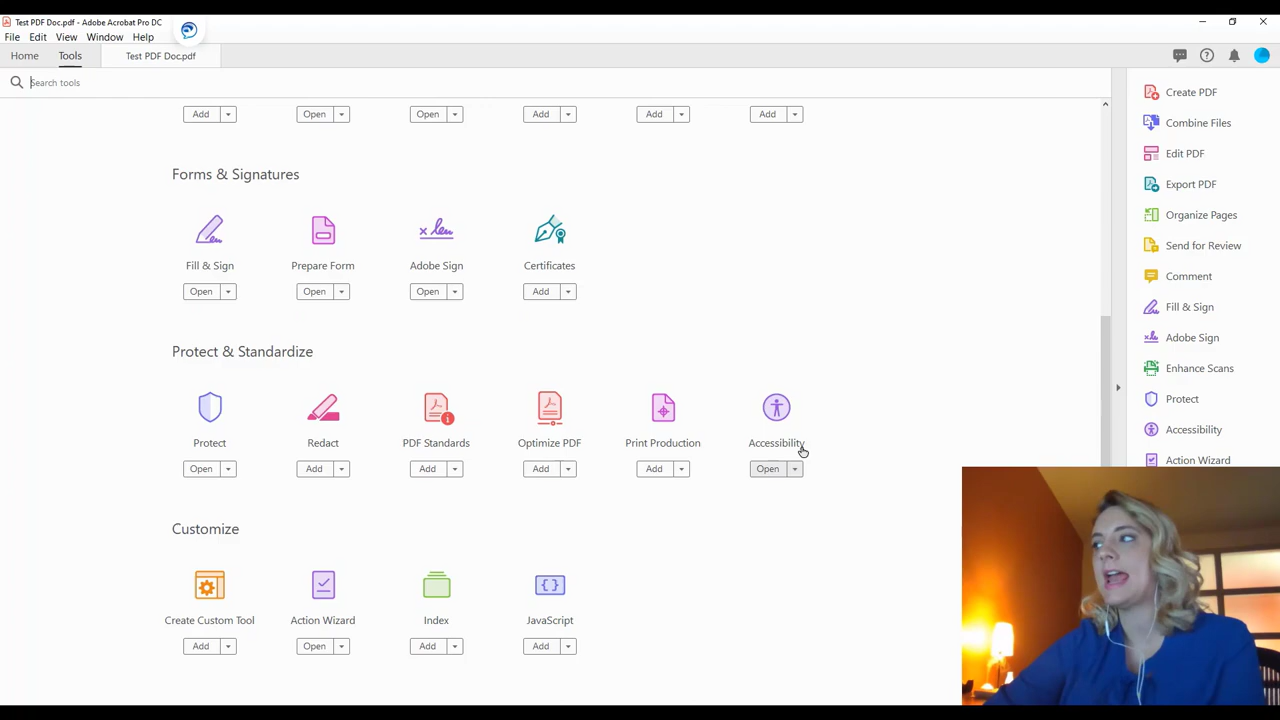 Test PDF Doc.pdf - Adobe Acrobat Pro DC
File Edit View Window Help
Home Tools Test PDF Doc.pdf
Search tools
Add Open Open Add Add Add
Forms & Signatures
Fill & Sign Prepare Form Adobe Sign Certificates
Open Open Open Add
Protect & Standardize
Protect Redact PDF Standards Optimize PDF Print Production Accessibility
Open Add Add Add Add Open
Customize
Create Custom Tool Action Wizard Index JavaScript
Add Open Add Add
Create PDF
Combine Files
Edit PDF
Export PDF
Organize Pages
Send for Review
Comment
Fill & Sign
Adobe Sign
Enhance Scans
Protect
Accessibility
Action Wizard